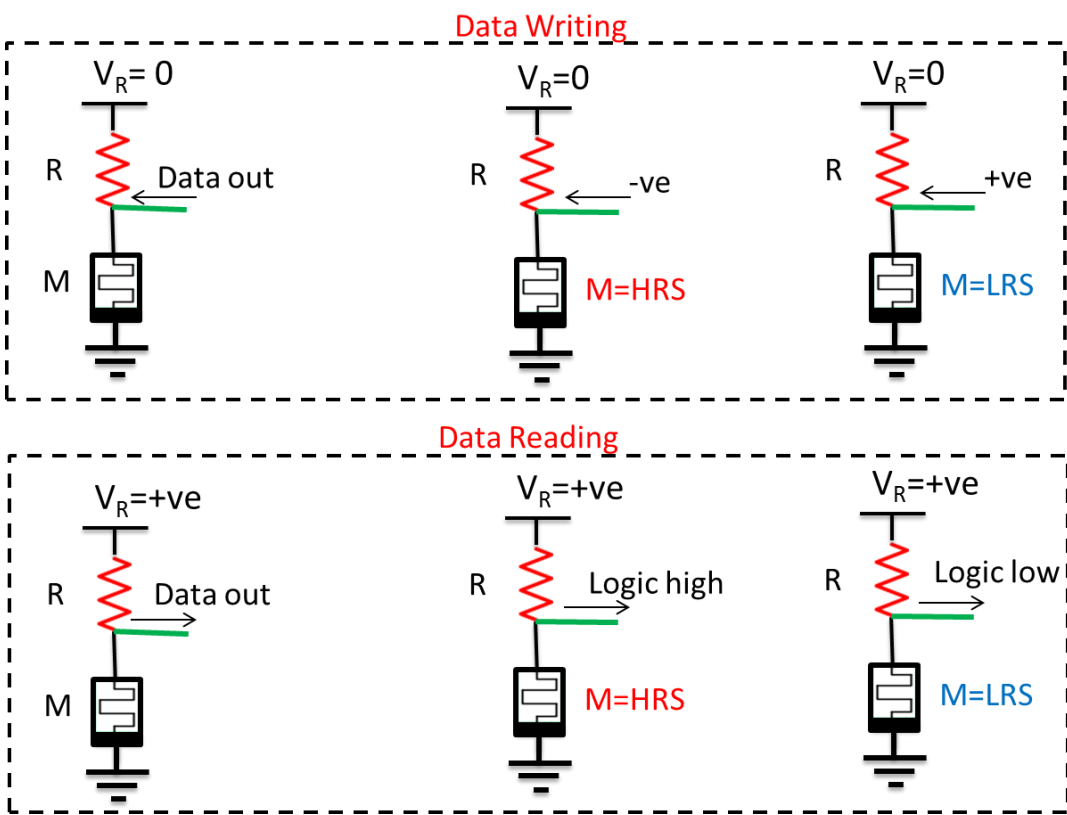 Data Writing
V_R= 0
V_R=0
V_R=0
R
Data out
R
-ve
R
+ve
M
M=HRS
M=LRS
Data Reading
V_R=+ve
V_R=+ve
V_R=+ve
R
Data out
R
Logic high
R
Logic low
M
M=HRS
M=LRS